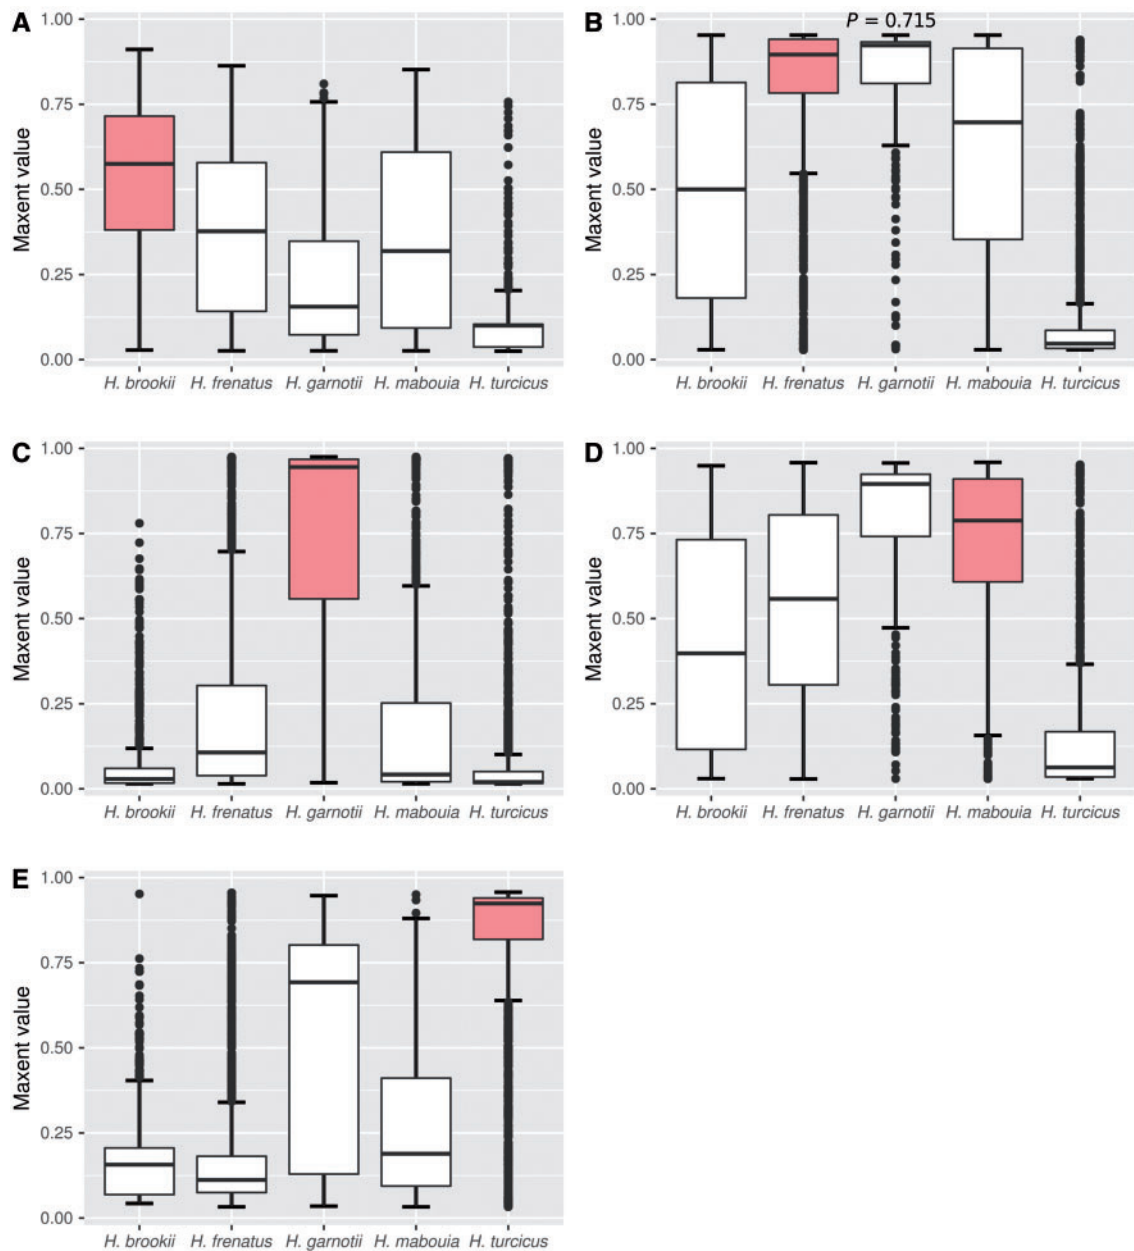 A
1.00
0.75
0.50
0.25
0.00
Maxent value
H. brookii H. frenatus H. garnotii H. mabouia H. turcicus
B
P = 0.715
1.00
0.75
0.50
0.25
0.00
Maxent value
H. brookii H. frenatus H. garnotii H. mabouia H. turcicus
C
1.00
0.75
0.50
0.25
0.00
Maxent value
H. brookii H. frenatus H. garnotii H. mabouia H. turcicus
D
1.00
0.75
0.50
0.25
0.00
Maxent value
H. brookii H. frenatus H. garnotii H. mabouia H. turcicus
E
1.00
0.75
0.50
0.25
0.00
Maxent value
H. brookii H. frenatus H. garnotii H. mabouia H. turcicus